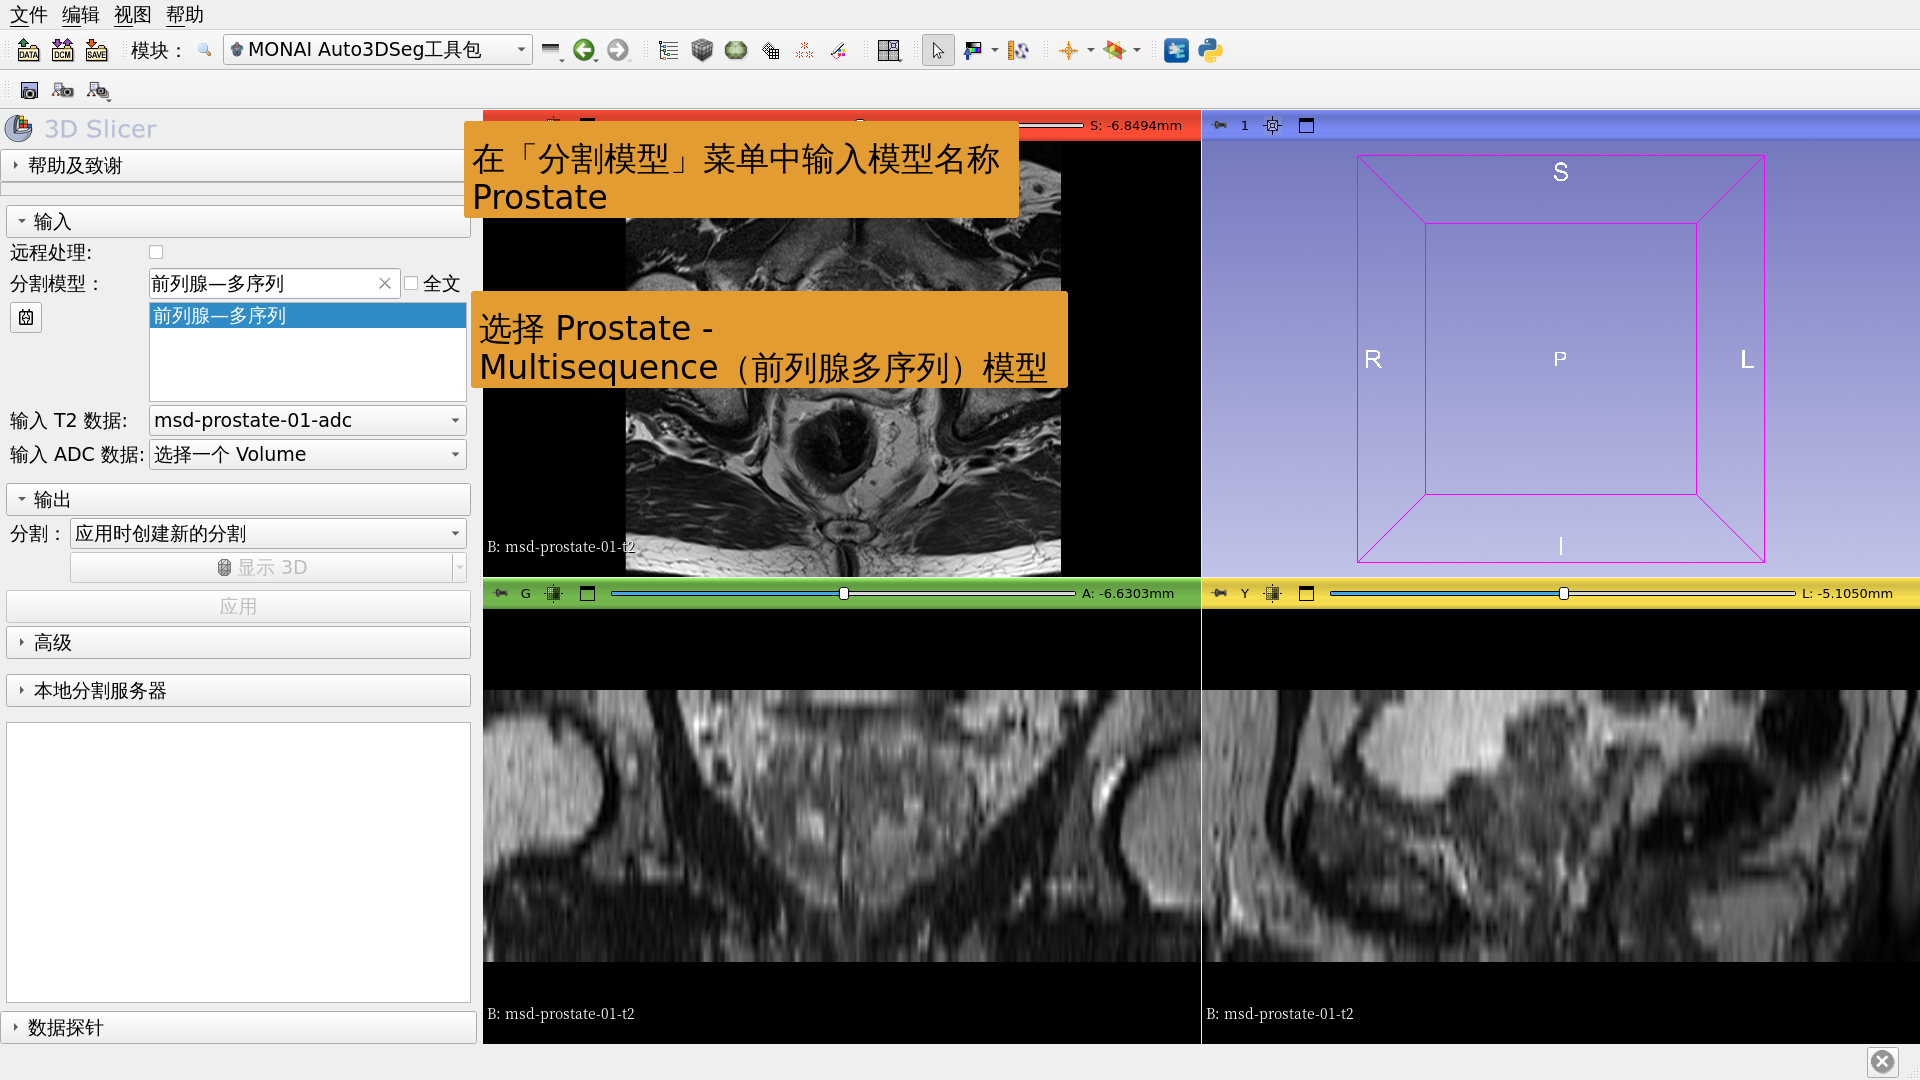 文件 编辑 视图 帮助
DATA DCM SAVE 模块： MONAI Auto3DSeg工具包
3D Slicer
帮助及致谢
输入
远程处理:
分割模型： 前列腺—多序列 全文
前列腺—多序列
输入 T2 数据: msd-prostate-01-adc
输入 ADC 数据: 选择一个 Volume
输出
分割： 应用时创建新的分割
显示 3D
应用
高级
本地分割服务器
数据探针
S: -6.8494mm
在「分割模型」菜单中输入模型名称
Prostate
选择 Prostate -
Multisequence（前列腺多序列）模型
B: msd-prostate-01-t2
1
S
R P L
I
G A: -6.6303mm
B: msd-prostate-01-t2
Y L: -5.1050mm
B: msd-prostate-01-t2